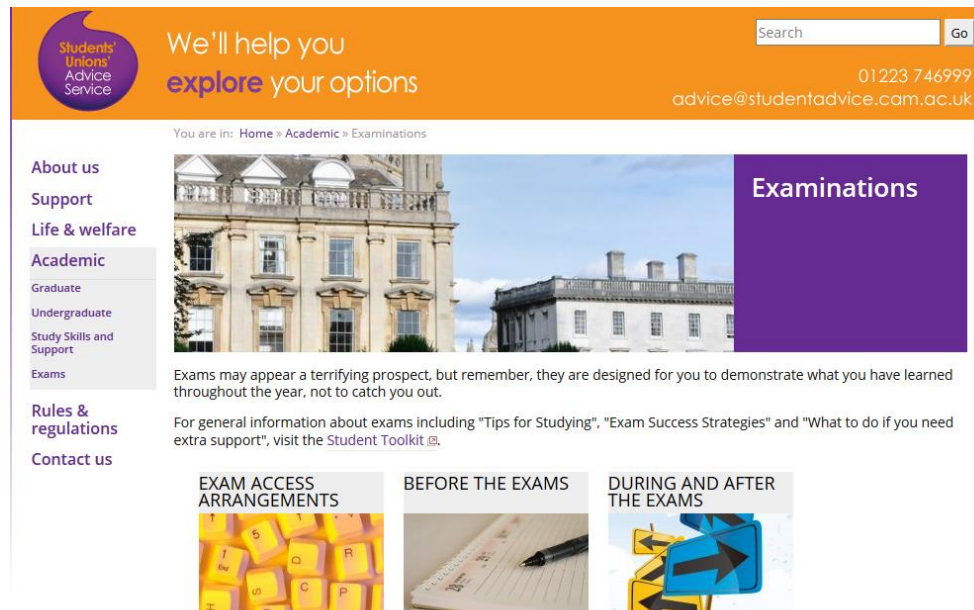 Students'
Unions'
Advice
Service
We'll help you
explore your options
Search
Go
01223 746999
advice@studentadvice.cam.ac.uk
You are in: Home » Academic » Examinations
About us
Support
Life & welfare
Academic
Graduate
Undergraduate
Study Skills and
Support
Exams
Rules &
regulations
Contact us
Examinations
Exams may appear a terrifying prospect, but remember, they are designed for you to demonstrate what you have learned
throughout the year, not to catch you out.
For general information about exams including "Tips for Studying", "Exam Success Strategies" and "What to do if you need
extra support", visit the Student Toolkit.
EXAM ACCESS
ARRANGEMENTS
BEFORE THE EXAMS
DURING AND AFTER
THE EXAMS